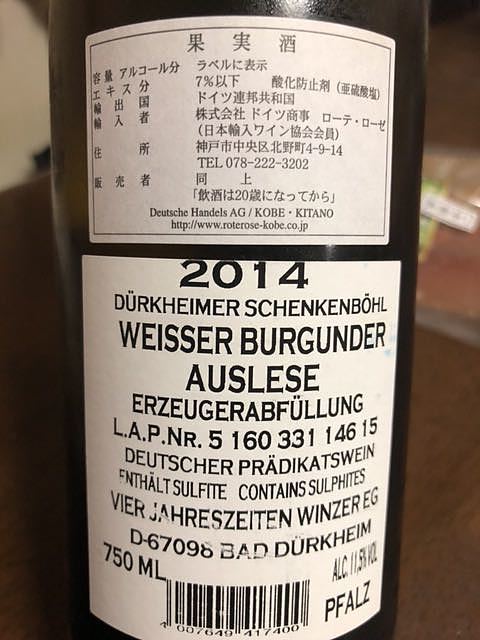 果実酒
容量 アルコール分 ラベルに表示
エキス分 7％以下 酸化防止剤（亜硫酸塩）
輸出国 ドイツ連邦共和国
輸入者 株式会社 ドイツ商事 ローテ・ローゼ
(日本輸入ワイン協会会員)
住所 神戸市中央区北野町4-9-14
TEL 078-222-3202
販売者 同上
「飲酒は20歳になってから」
Deutsche Handels AG / KOBE・KITANO
http://www.roterose-kobe.co.jp
2014
DÜRKHEIMER SCHENKENBÖHL
WEISSER BURGUNDER
AUSLESE
ERZEUGERABFÜLLUNG
L.A.P.Nr. 5 160 331 146 15
DEUTSCHER PRÄDIKATSWEIN
ENTHÄLT SULFITE CONTAINS SULPHITES
VIER JAHRESZEITEN WINZER EG
D-67098 BAD DÜRKHEIM
750 ML ALC. 11,5% VOL
PFALZ
4 007649 417400